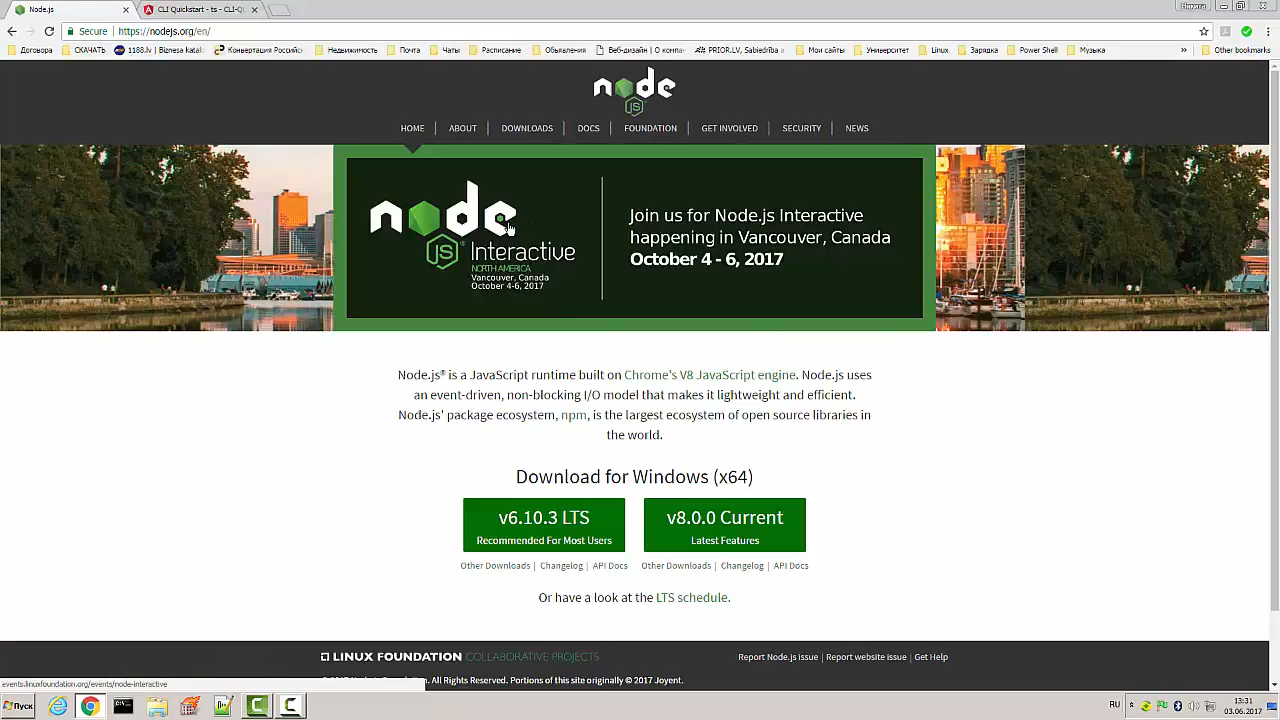 Node.js
CLI Quickstart - ts - CLI-Q
Secure
https://nodejs.org/en/
Договора
СКАЧАТЬ
1188.lv | Biznesa katalo
Конвертация Россий
Недвижимость
Почта
Чаты
Расписание
Обьявления
Веб-дизайн | О компан
PRIOR.LV, Sabiedrība a
Мои сайты
Университет
Linux
Зарядка
Power Shell
Музыка
»
Other bookmarks
node
JS
HOME
ABOUT
DOWNLOADS
DOCS
FOUNDATION
GET INVOLVED
SECURITY
NEWS
node
JS Interactive
NORTH AMERICA
Vancouver, Canada
October 4-6, 2017
Join us for Node.js Interactive
happening in Vancouver, Canada
October 4 - 6, 2017
Node.js® is a JavaScript runtime built on Chrome's V8 JavaScript engine. Node.js uses
an event-driven, non-blocking I/O model that makes it lightweight and efficient.
Node.js' package ecosystem, npm, is the largest ecosystem of open source libraries in
the world.
Download for Windows (x64)
v6.10.3 LTS
Recommended For Most Users
v8.0.0 Current
Latest Features
Other Downloads | Changelog | API Docs
Other Downloads | Changelog | API Docs
Or have a look at the LTS schedule.
LINUX FOUNDATION COLLABORATIVE PROJECTS
Report Node.js issue | Report website issue | Get Help
All Rights Reserved. Portions of this site originally © 2017 Joyent.
events.linuxfoundation.org/events/node-interactive
Пуск
RU
13:31
03.06.2017